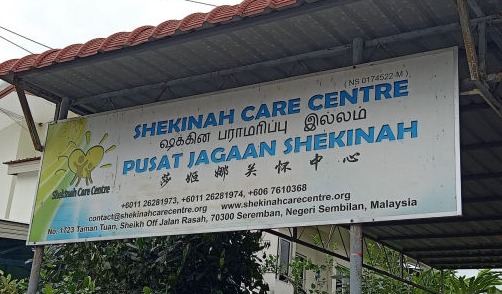 ( NS 0174522-M )
SHEKINAH CARE CENTRE
ஷக்கின பராமரிப்பு இல்லம்
PUSAT JAGAAN SHEKINAH
莎姬娜关怀中心
Shekinah Care Centre
+6011 26281973, +6011 26281974, +606 7610368
contact@shekinahcarecentre.org www.shekinahcarecentre.org
No. 1723 Taman Tuan, Sheikh Off Jalan Rasah, 70300 Seremban, Negeri Sembilan, Malaysia